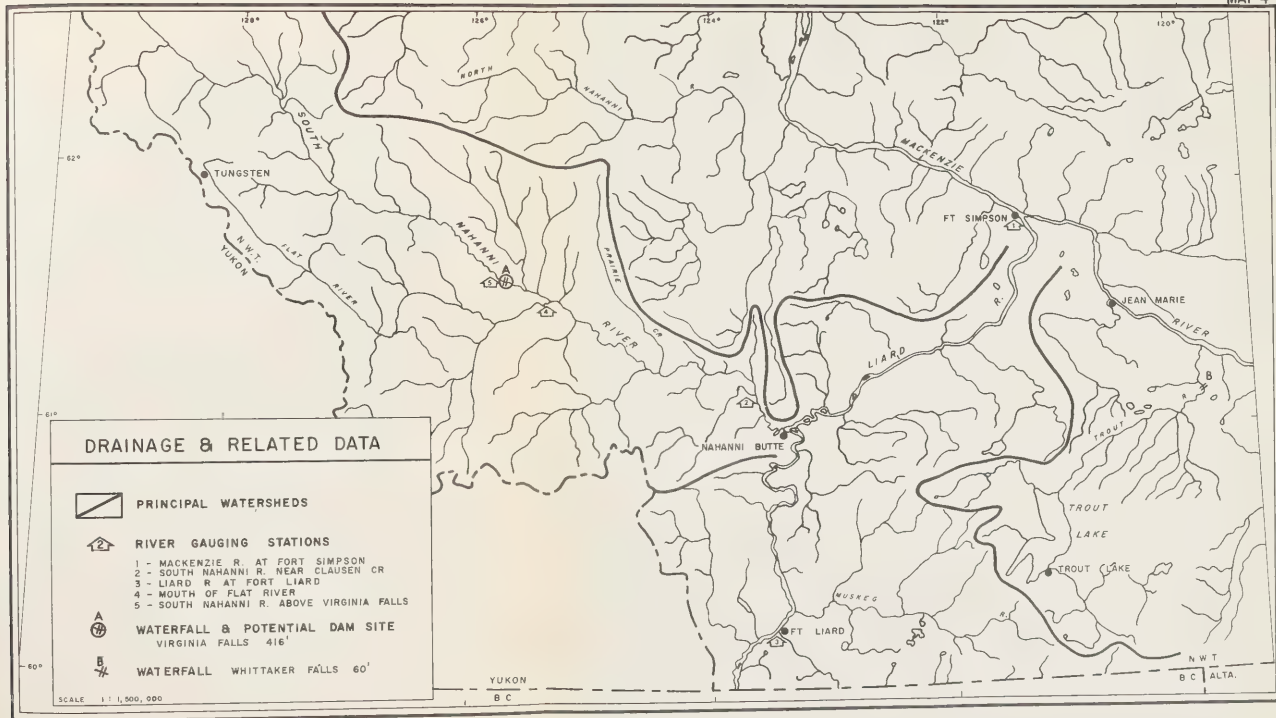 MAP 4
128°
126°
124°
122°
120°
NORTH
NAHANNI
R
SOUTH
62°
MACKENZIE
TUNGSTEN
FT SIMPSON
1
NAHANNI
N.W.T.
YUKON
FLAT
RIVER
PRAIRIE
CR
A
5
4
RIVER
JEAN MARIE
RIVER
R.
LIARD
B
R
61°
2
TROUT
NAHANNI BUTTE
TROUT
LAKE
TROUT LAKE
MUSKEG
R.
FT LIARD
3
60°
N W T
YUKON
B C
B C
ALTA.
DRAINAGE & RELATED DATA
PRINCIPAL WATERSHEDS
2 RIVER GAUGING STATIONS
1 - MACKENZIE R. AT FORT SIMPSON
2 - SOUTH NAHANNI R. NEAR CLAUSEN CR
3 - LIARD R AT FORT LIARD
4 - MOUTH OF FLAT RIVER
5 - SOUTH NAHANNI R. ABOVE VIRGINIA FALLS
A
WATERFALL & POTENTIAL DAM SITE
VIRGINIA FALLS 416'
B
WATERFALL WHITTAKER FALLS 60'
SCALE 1: 1,500,000